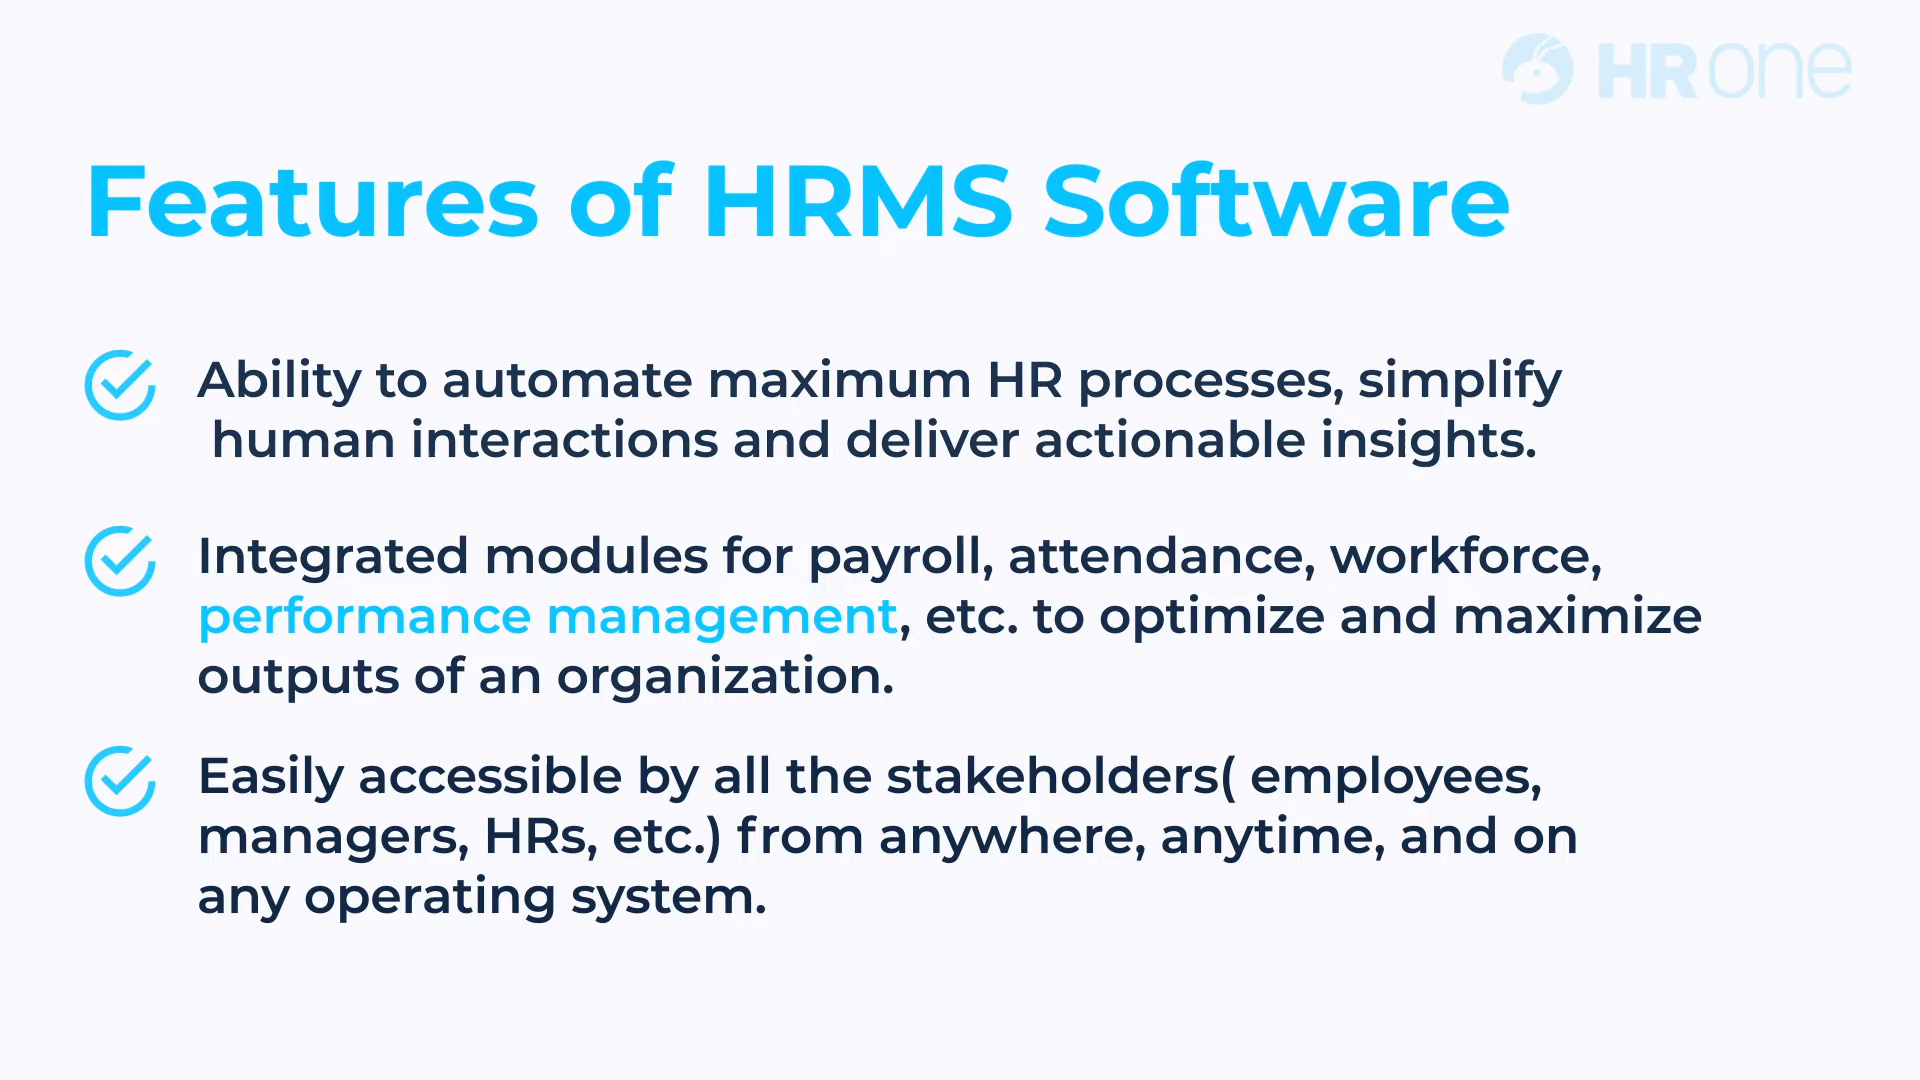 HR one
Features of HRMS Software
Ability to automate maximum HR processes, simplify
human interactions and deliver actionable insights.
Integrated modules for payroll, attendance, workforce,
performance management, etc. to optimize and maximize
outputs of an organization.
Easily accessible by all the stakeholders( employees,
managers, HRs, etc.) from anywhere, anytime, and on
any operating system.